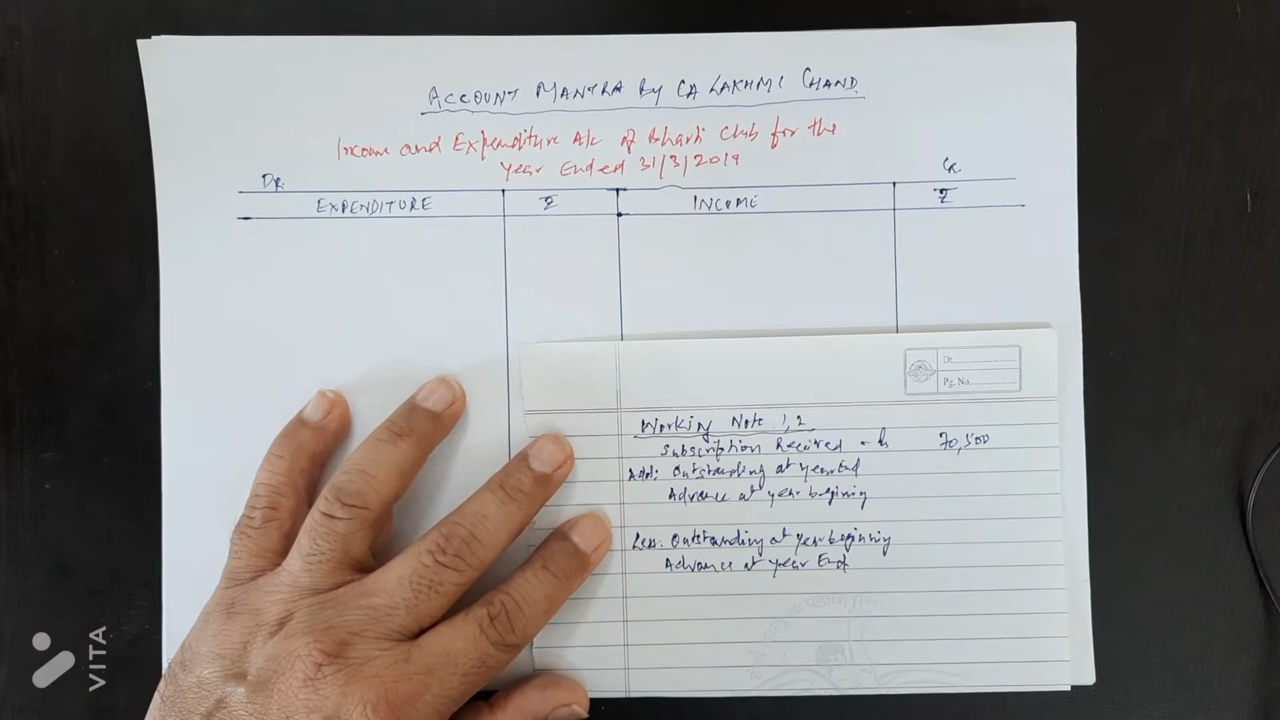 ACCOUNT MANTRA By CA LAKHMI CHAND
Income and Expenditure A/c of Bharti Club for the
Year Ended 31/3/2019
Dr. Cr.
EXPENDITURE ₹ INCOME ₹
Dt.
Pg. No.
Working Note 1,2
Subscription Received - 70,500
Add: Outstanding at year End
Advance at year begining
Less: Outstanding at year beginning
Advance at year End
VITA